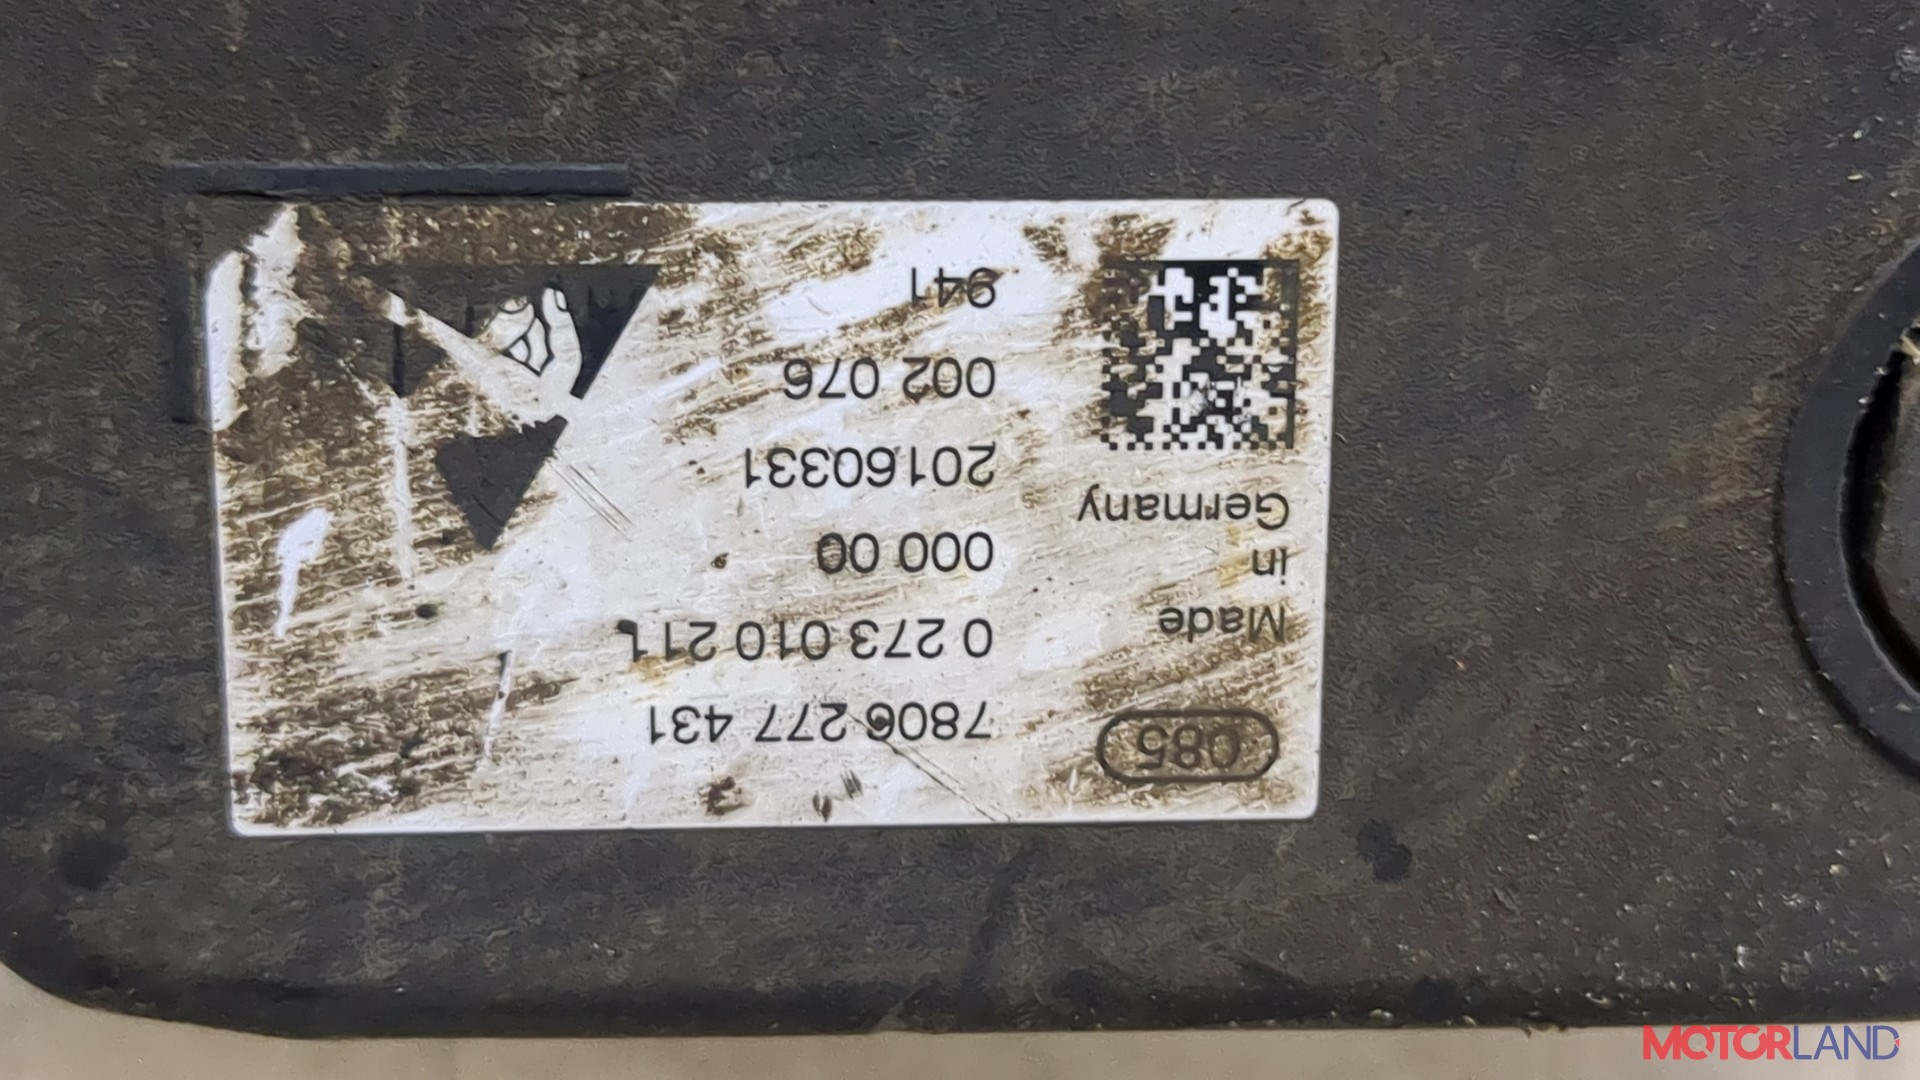 085
7806 277 431
0 273 010 211
000 00
20160331
002 076
941
Made
in
Germany
MOTORLAND